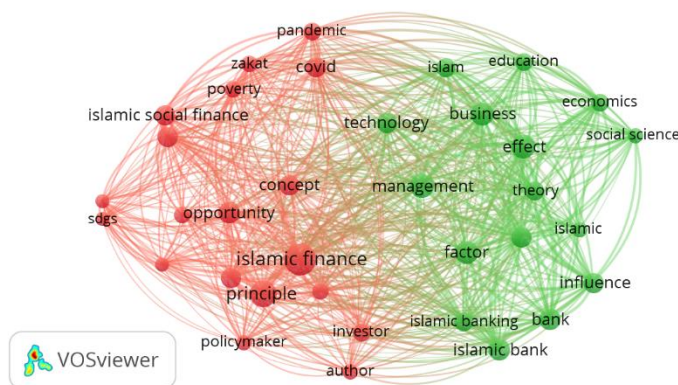 pandemic
zakat
covid
islam
education
poverty
economics
islamic social finance
technology
business
social science
effect
concept
management
theory
sdgs
opportunity
islamic
islamic finance
factor
influence
principle
islamic banking
bank
policymaker
investor
islamic bank
author
VOSviewer